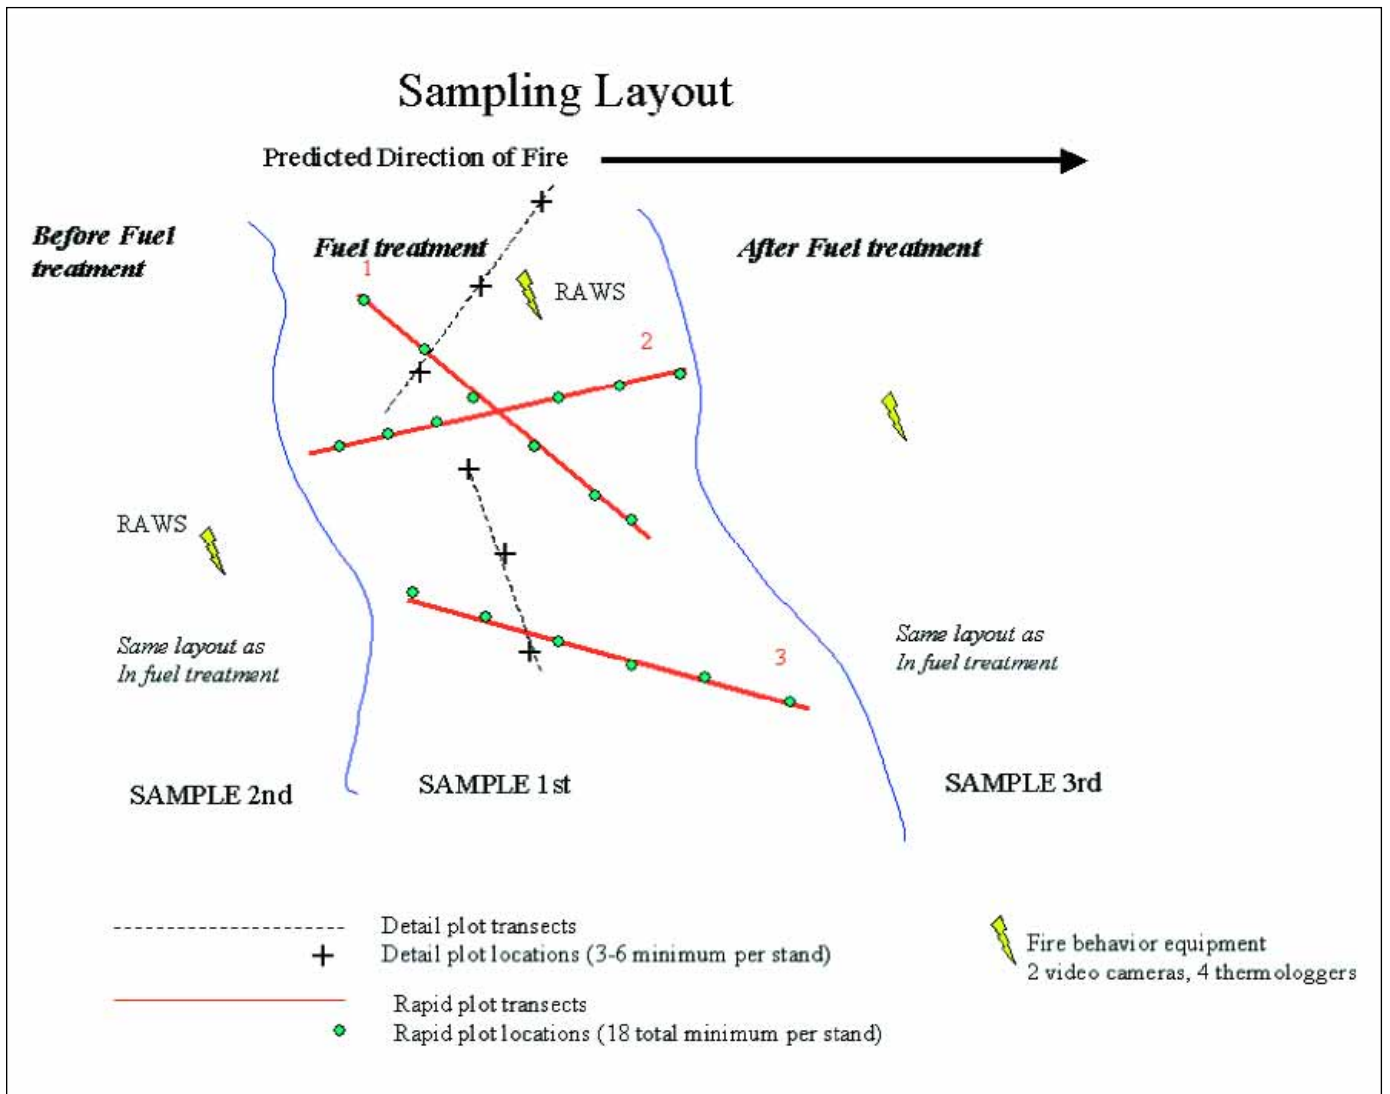 Sampling Layout
Predicted Direction of Fire
Before Fuel
treatment
Fuel treatment
After Fuel treatment
1
RAWS
2
RAWS
Same layout as
In fuel treatment
3
Same layout as
In fuel treatment
SAMPLE 2nd
SAMPLE 1st
SAMPLE 3rd
Detail plot transects
Detail plot locations (3-6 minimum per stand)
Rapid plot transects
Rapid plot locations (18 total minimum per stand)
Fire behavior equipment
2 video cameras, 4 thermologgers